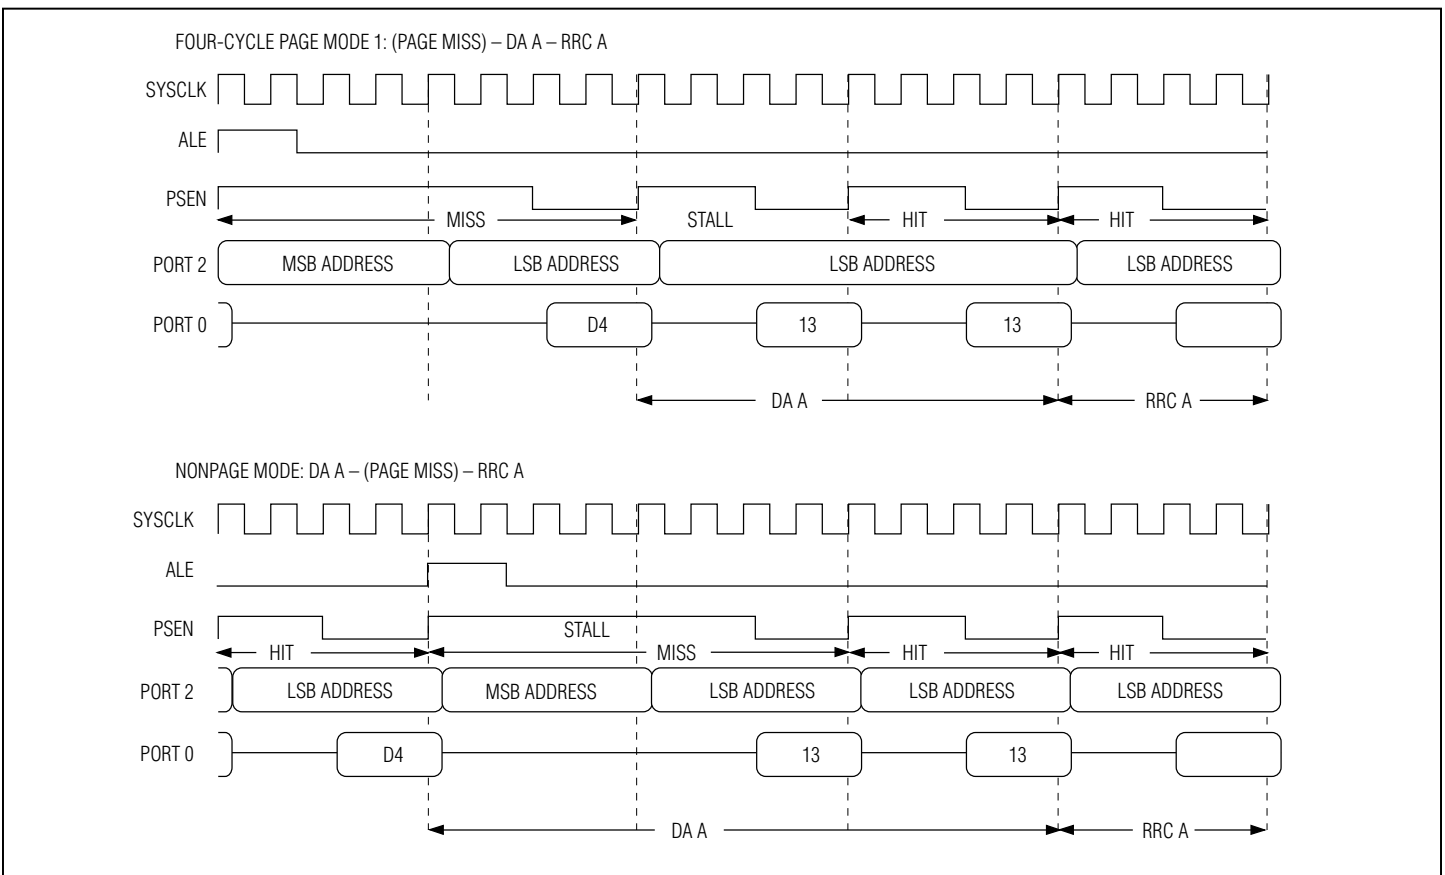 FOUR-CYCLE PAGE MODE 1: (PAGE MISS) – DA A – RRC A
SYSCLK
ALE
PSEN
MISS STALL HIT HIT
PORT 2 MSB ADDRESS LSB ADDRESS LSB ADDRESS LSB ADDRESS
PORT 0 D4 13 13
DA A RRC A
NONPAGE MODE: DA A – (PAGE MISS) – RRC A
SYSCLK
ALE
PSEN STALL
HIT MISS HIT HIT
PORT 2 LSB ADDRESS MSB ADDRESS LSB ADDRESS LSB ADDRESS LSB ADDRESS
PORT 0 D4 13 13
DA A RRC A